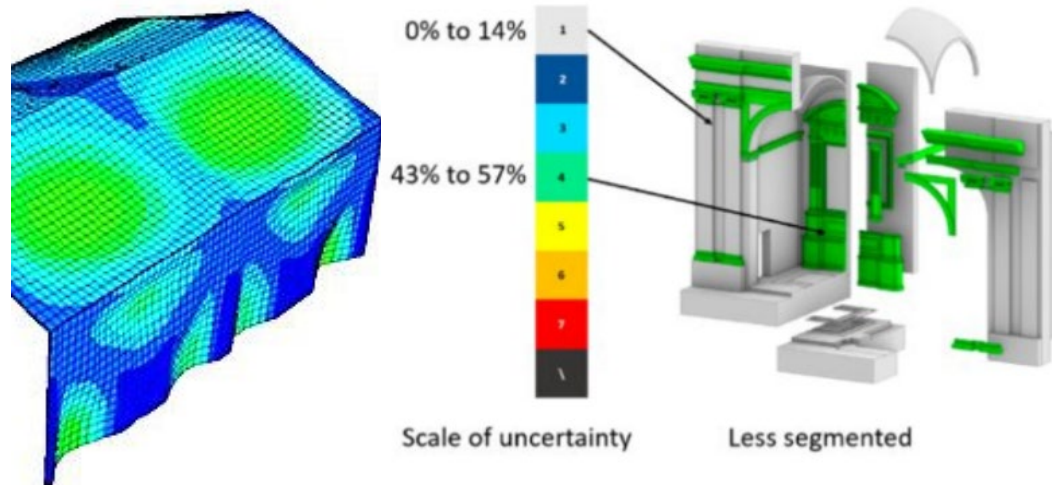 0% to 14%
1
2
3
43% to 57%
4
5
6
7
\
Scale of uncertainty
Less segmented